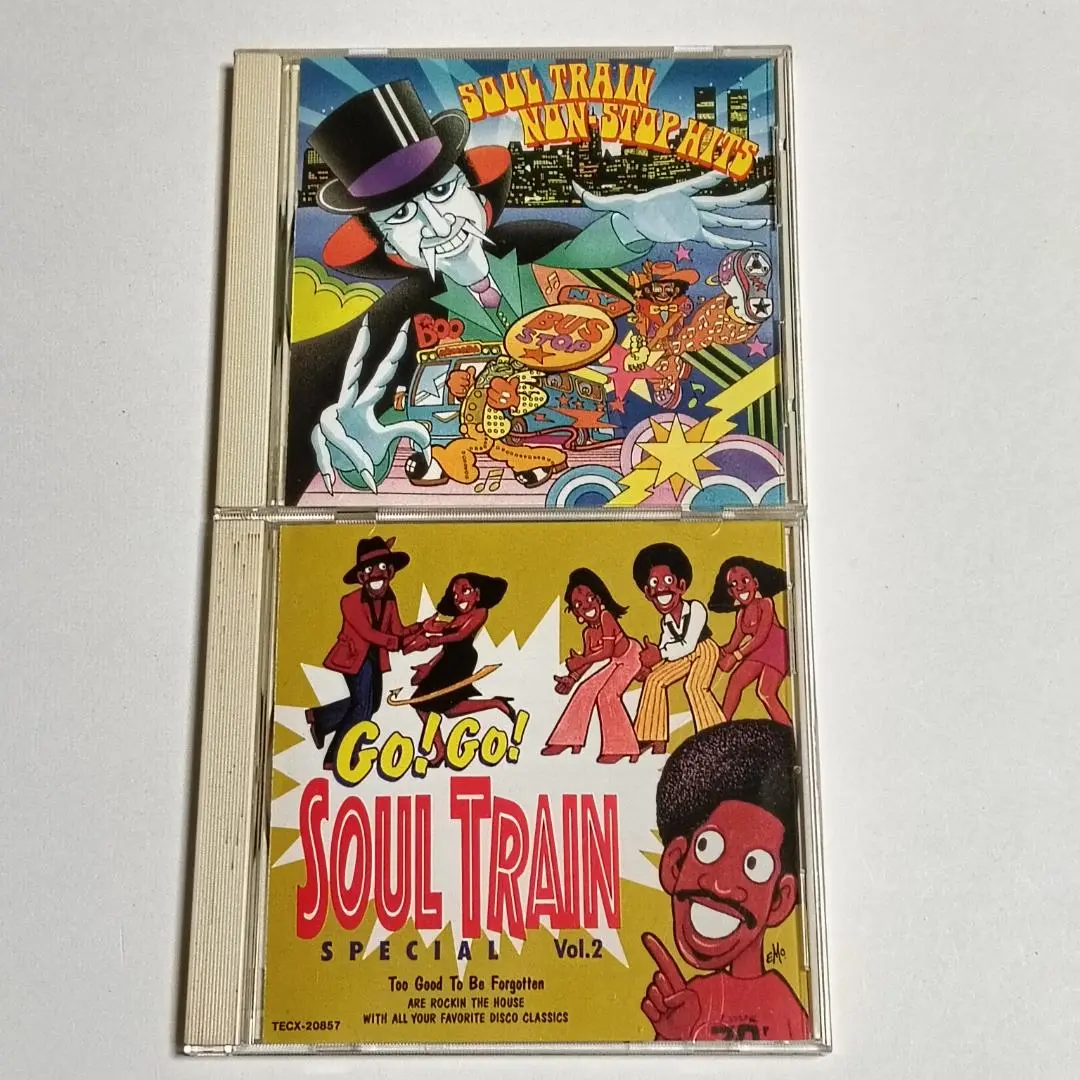 SOUL TRAIN
NON-STOP HITS
N.Y
BOO
BUS
STOP
GO! GO!
SOUL TRAIN
SPECIAL Vol.2
EMO
Too Good To Be Forgotten
ARE ROCKIN THE HOUSE
WITH ALL YOUR FAVORITE DISCO CLASSICS
TECX-20857